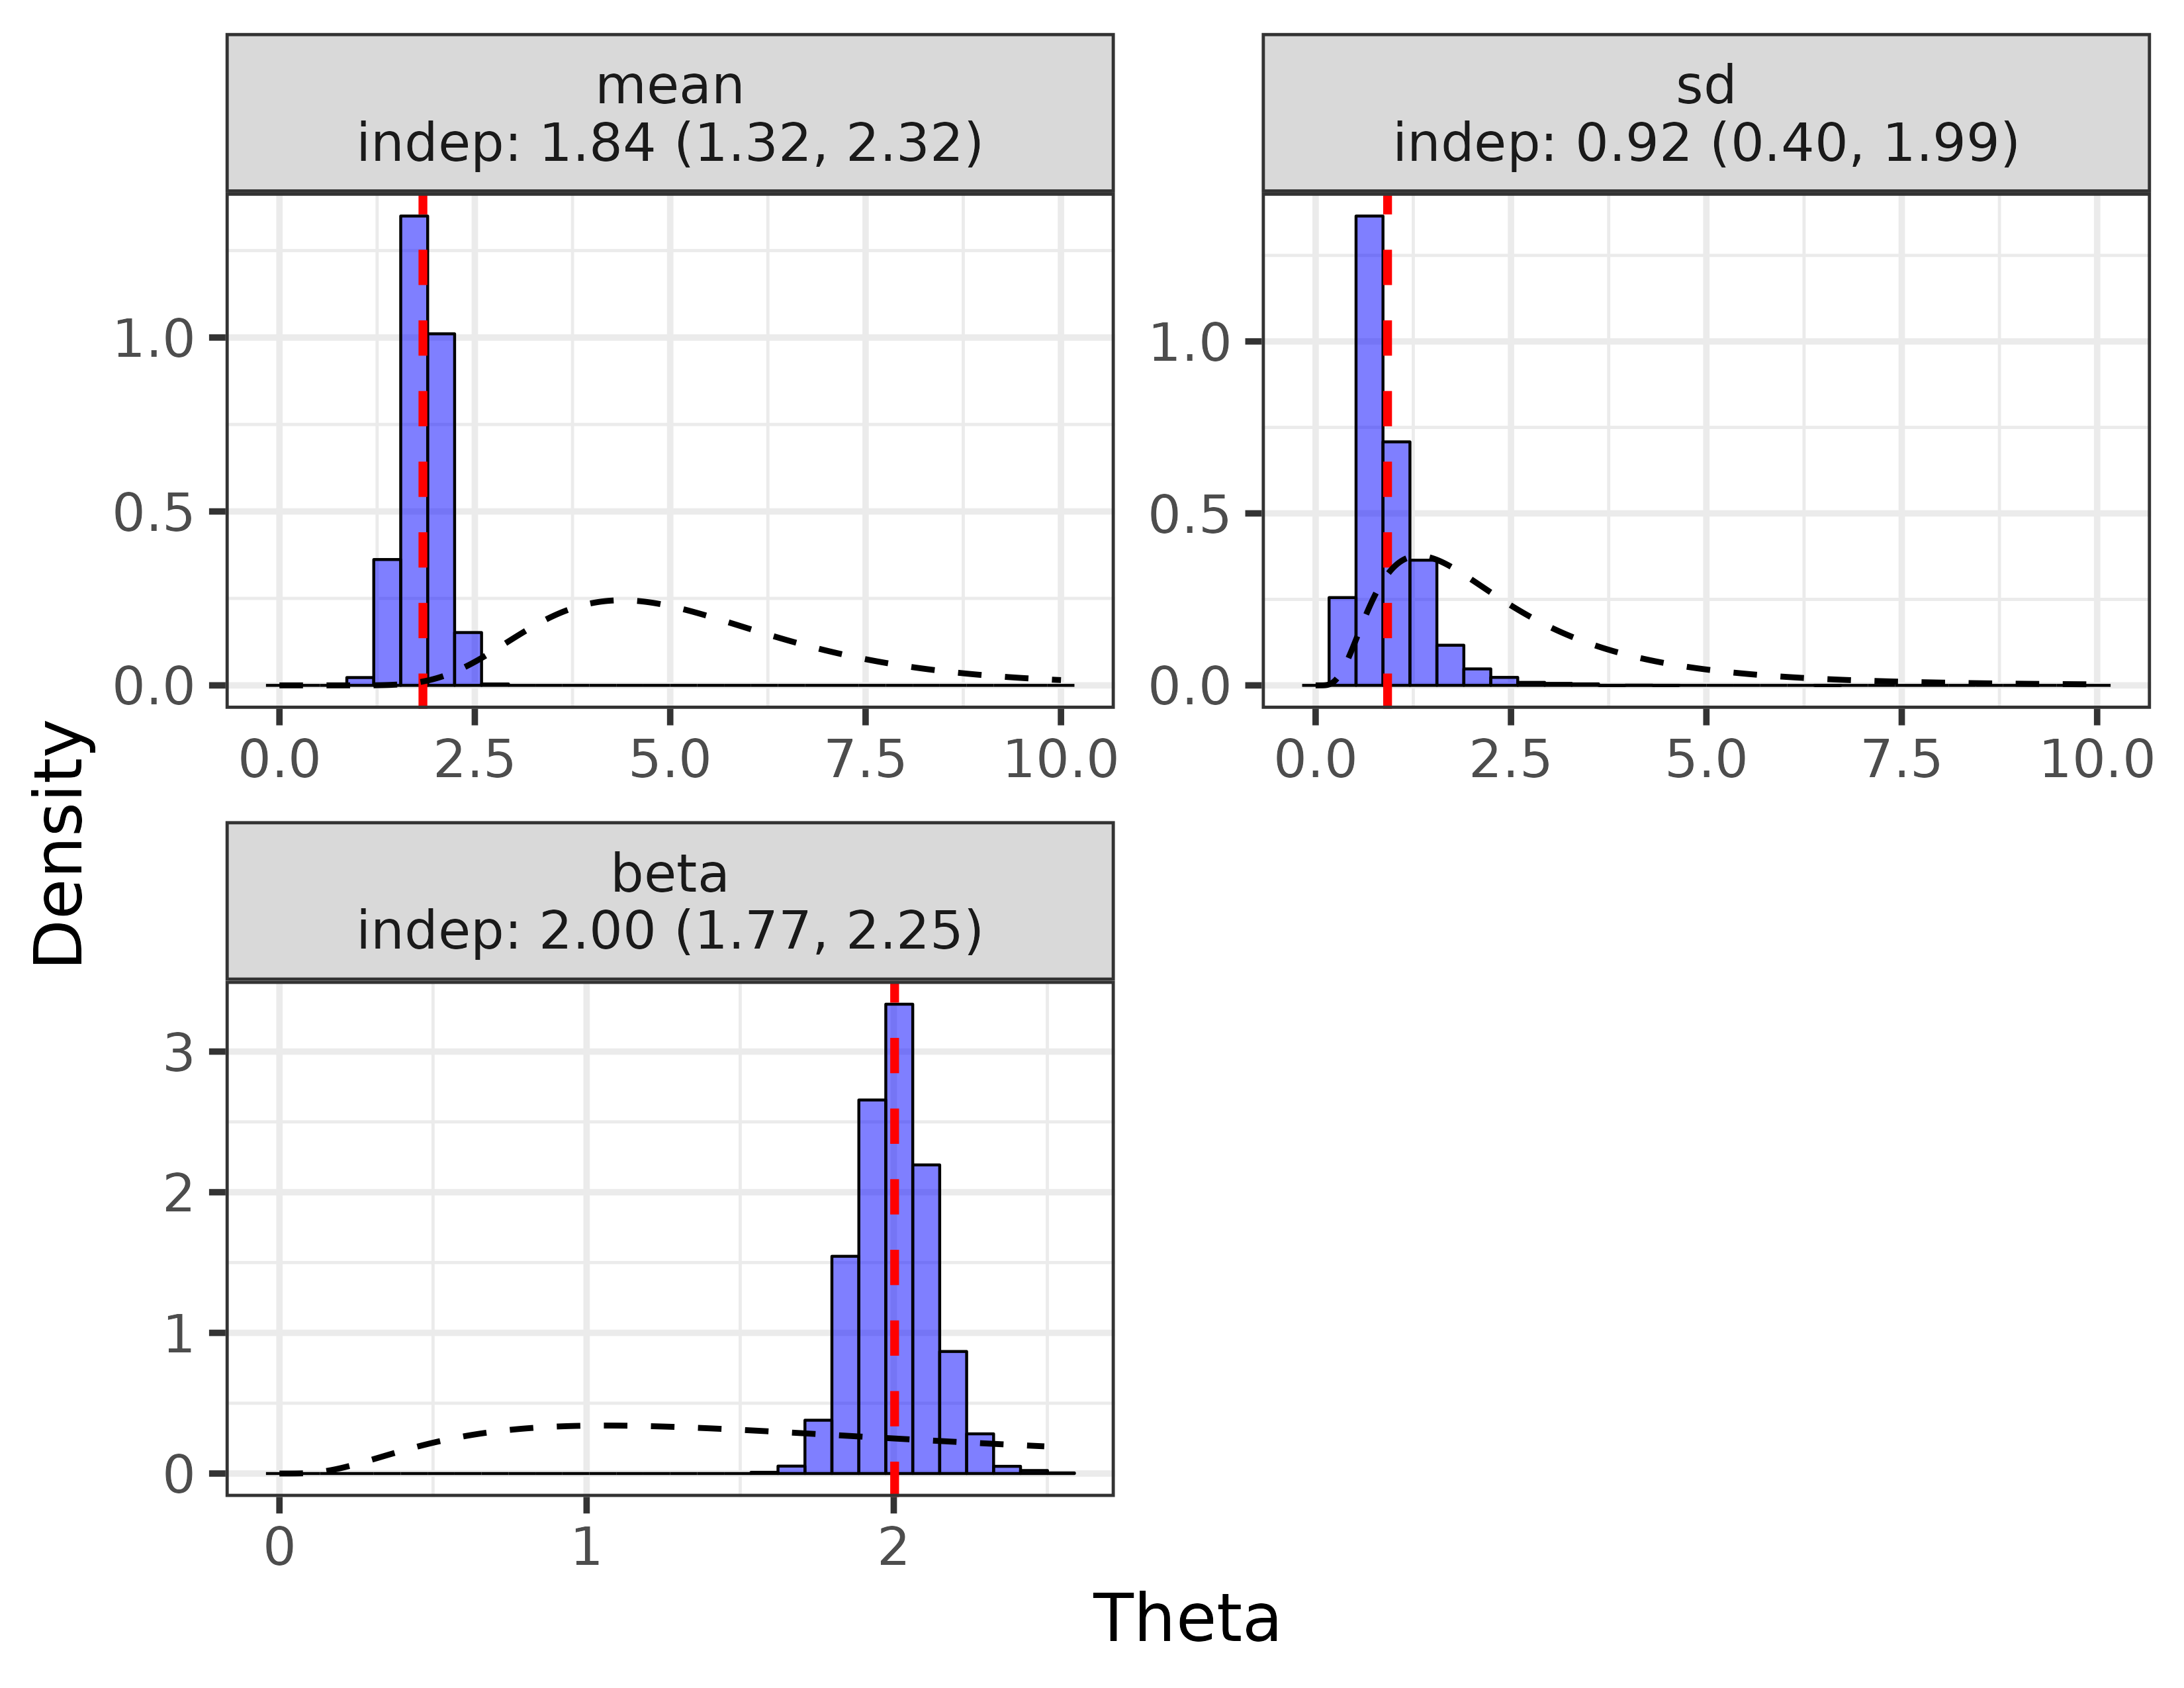 mean
indep: 1.84 (1.32, 2.32)
sd
indep: 0.92 (0.40, 1.99)
1.0
0.5
0.0
0.0 2.5 5.0 7.5 10.0
1.0
0.5
0.0
0.0 2.5 5.0 7.5 10.0
Density
beta
indep: 2.00 (1.77, 2.25)
3
2
1
0
0 1 2
Theta